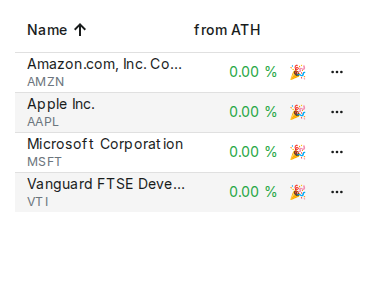 Name ↑ from ATH
Amazon.com, Inc. Co...
AMZN
0.00 % 🎉 ...
Apple Inc.
AAPL
0.00 % 🎉 ...
Microsoft Corporation
MSFT
0.00 % 🎉 ...
Vanguard FTSE Deve...
VTI
0.00 % 🎉 ...